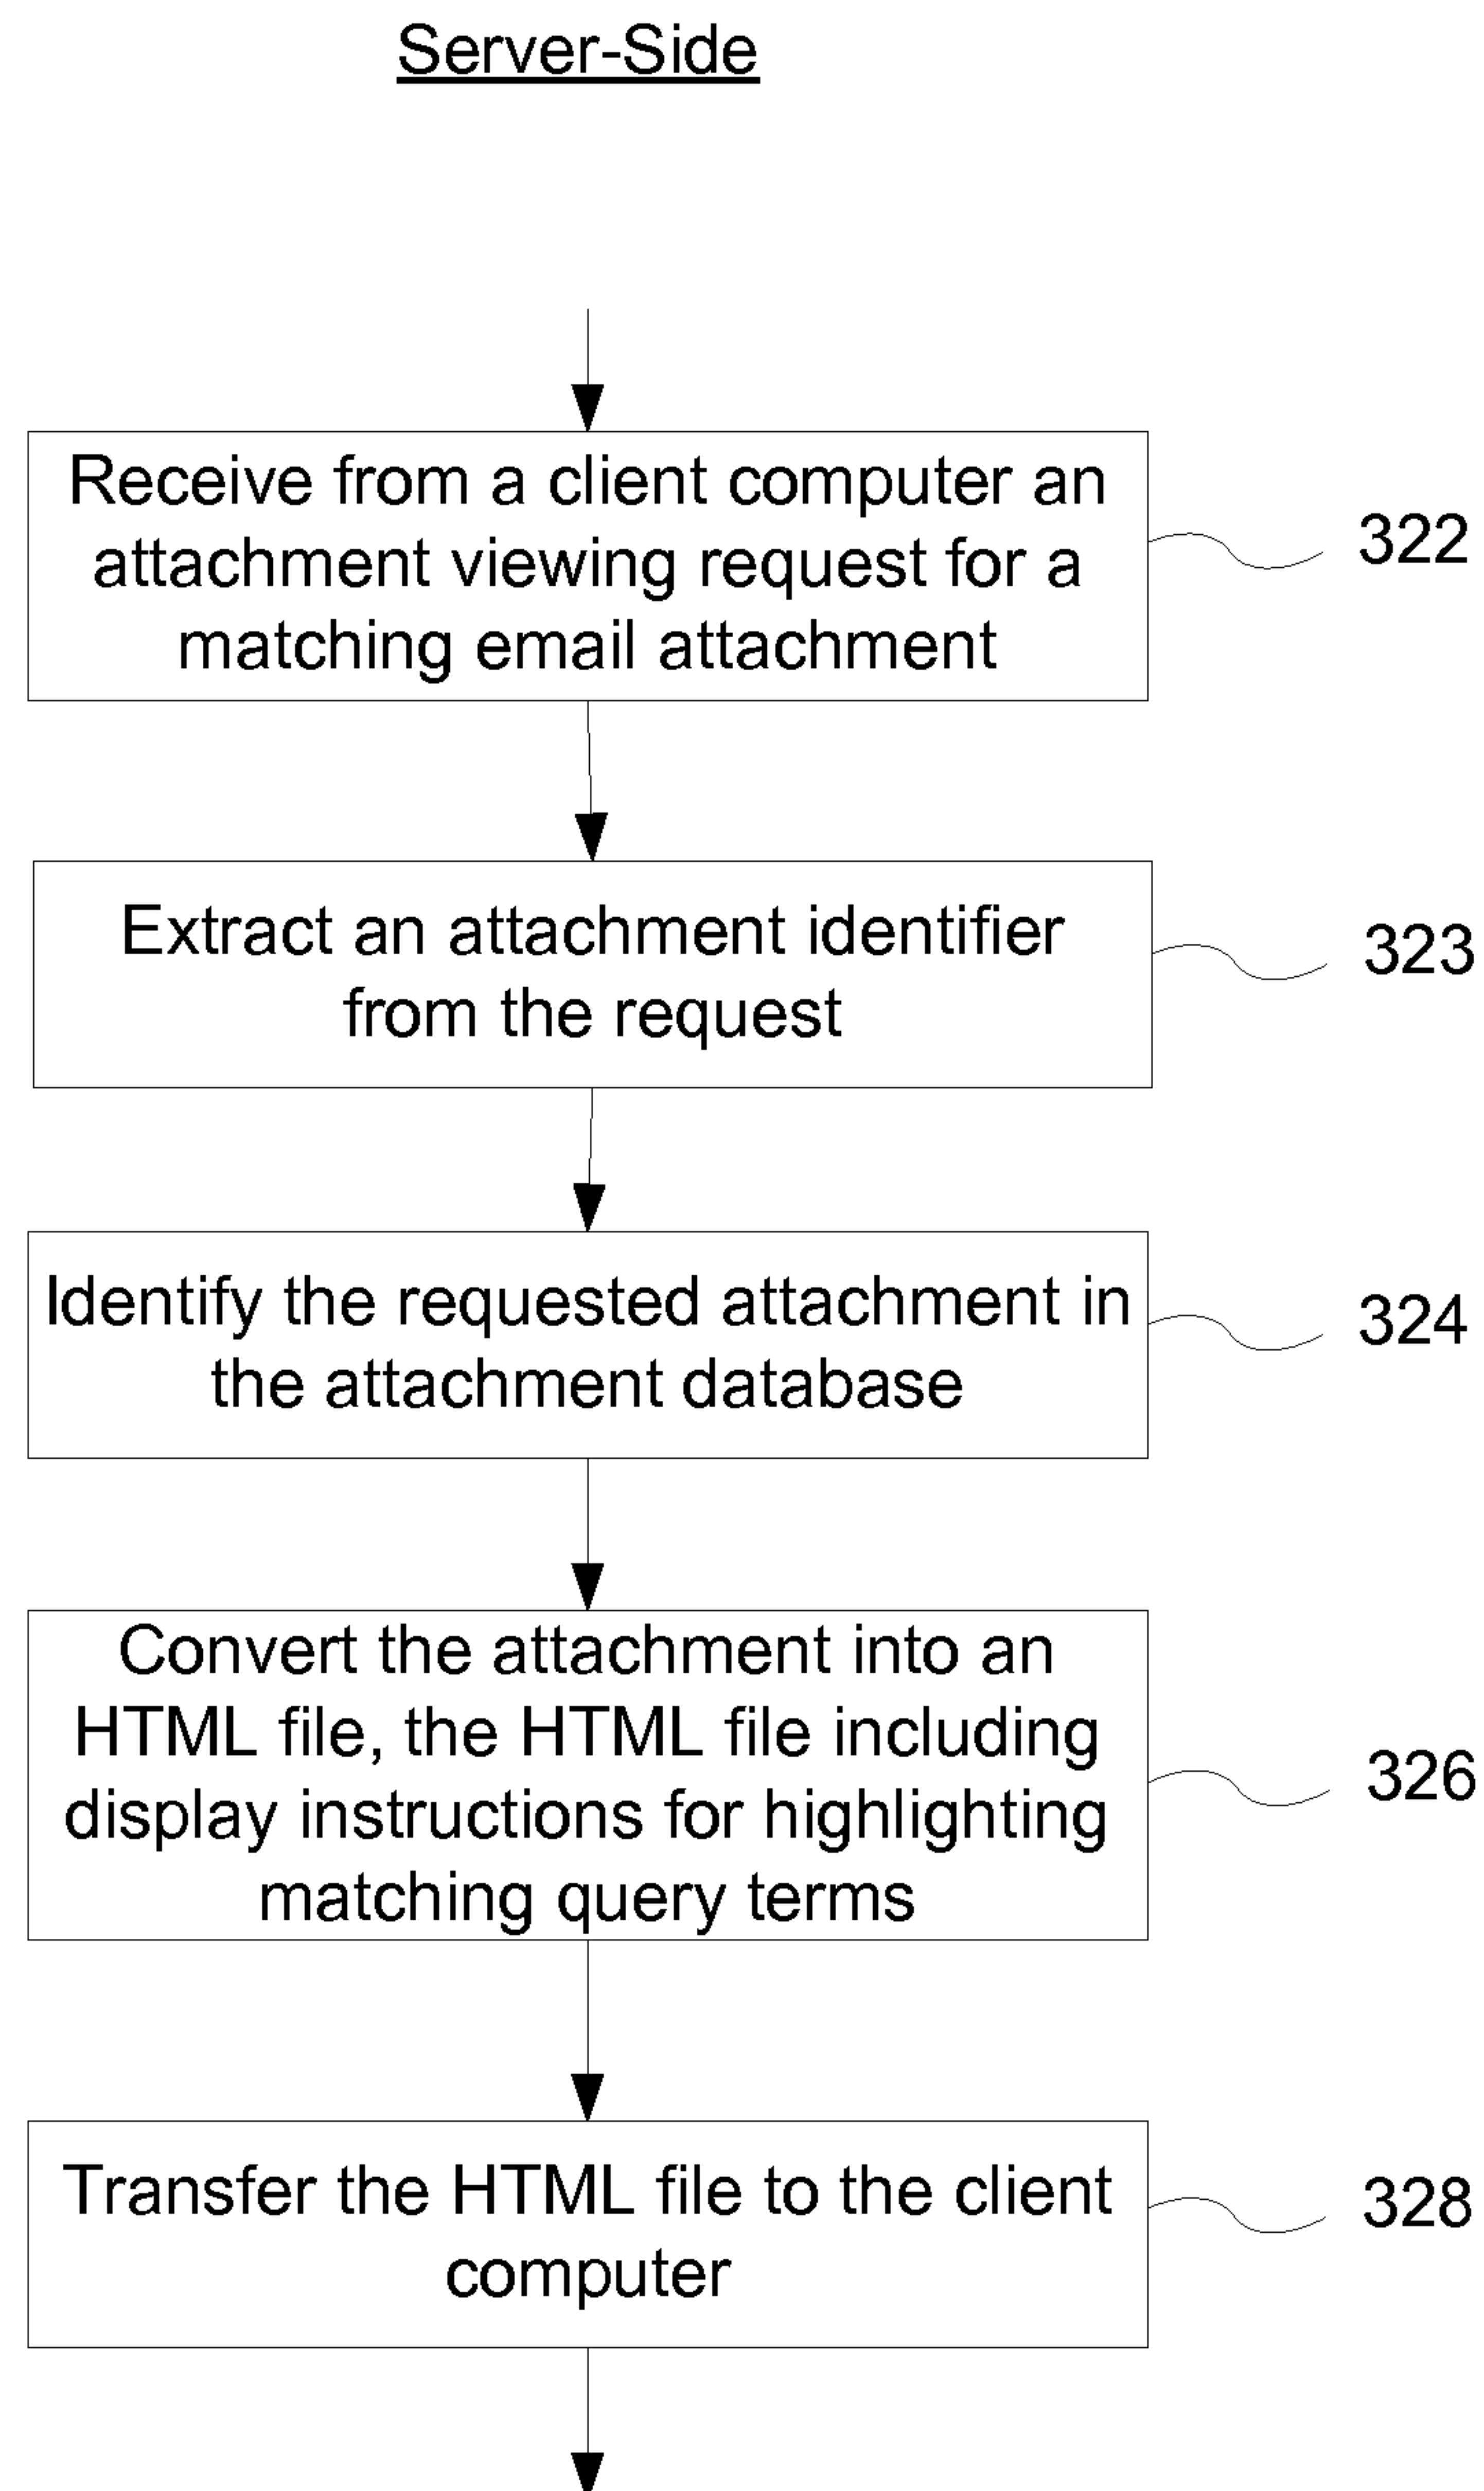 Server-Side
Receive from a client computer an
attachment viewing request for a
matching email attachment
322
Extract an attachment identifier
from the request
323
Identify the requested attachment in
the attachment database
324
Convert the attachment into an
HTML file, the HTML file including
display instructions for highlighting
matching query terms
326
Transfer the HTML file to the client
computer
328